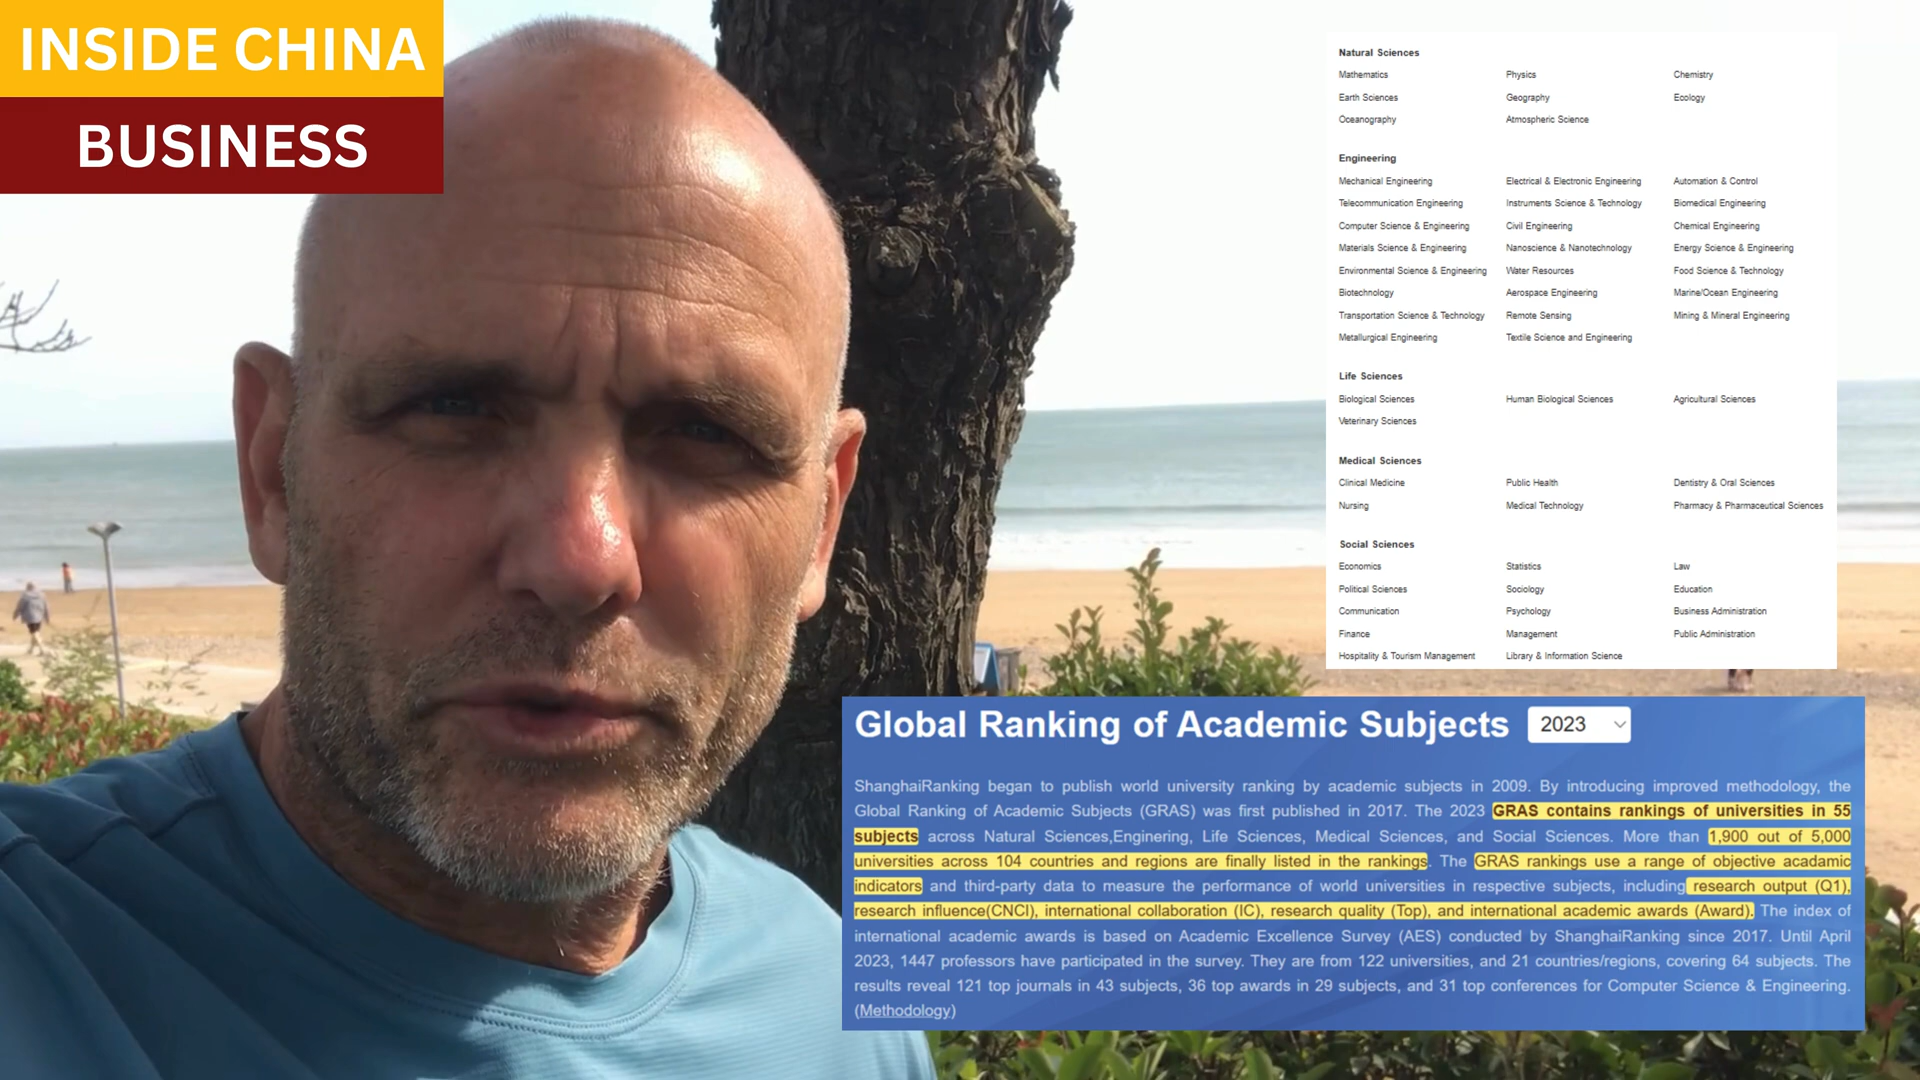 INSIDE CHINA
BUSINESS
Natural Sciences
Mathematics Physics Chemistry
Earth Sciences Geography Ecology
Oceanography Atmospheric Science
Engineering
Mechanical Engineering Electrical & Electronic Engineering Automation & Control
Telecommunication Engineering Instruments Science & Technology Biomedical Engineering
Computer Science & Engineering Civil Engineering Chemical Engineering
Materials Science & Engineering Nanoscience & Nanotechnology Energy Science & Engineering
Environmental Science & Engineering Water Resources Food Science & Technology
Biotechnology Aerospace Engineering Marine/Ocean Engineering
Transportation Science & Technology Remote Sensing Mining & Mineral Engineering
Metallurgical Engineering Textile Science and Engineering
Life Sciences
Biological Sciences Human Biological Sciences Agricultural Sciences
Veterinary Sciences
Medical Sciences
Clinical Medicine Public Health Dentistry & Oral Sciences
Nursing Medical Technology Pharmacy & Pharmaceutical Sciences
Social Sciences
Economics Statistics Law
Political Sciences Sociology Education
Communication Psychology Business Administration
Finance Management Public Administration
Hospitality & Tourism Management Library & Information Science
Global Ranking of Academic Subjects 2023
ShanghaiRanking began to publish world university ranking by academic subjects in 2009. By introducing improved methodology, the
Global Ranking of Academic Subjects (GRAS) was first published in 2017. The 2023 GRAS contains rankings of universities in 55
subjects across Natural Sciences,Enginering, Life Sciences, Medical Sciences, and Social Sciences. More than 1,900 out of 5,000
universities across 104 countries and regions are finally listed in the rankings. The GRAS rankings use a range of objective acadamic
indicators and third-party data to measure the performance of world universities in respective subjects, including research output (Q1),
research influence(CNCI), international collaboration (IC), research quality (Top), and international academic awards (Award). The index of
international academic awards is based on Academic Excellence Survey (AES) conducted by ShanghaiRanking since 2017. Until April
2023, 1447 professors have participated in the survey. They are from 122 universities, and 21 countries/regions, covering 64 subjects. The
results reveal 121 top journals in 43 subjects, 36 top awards in 29 subjects, and 31 top conferences for Computer Science & Engineering.
(Methodology)